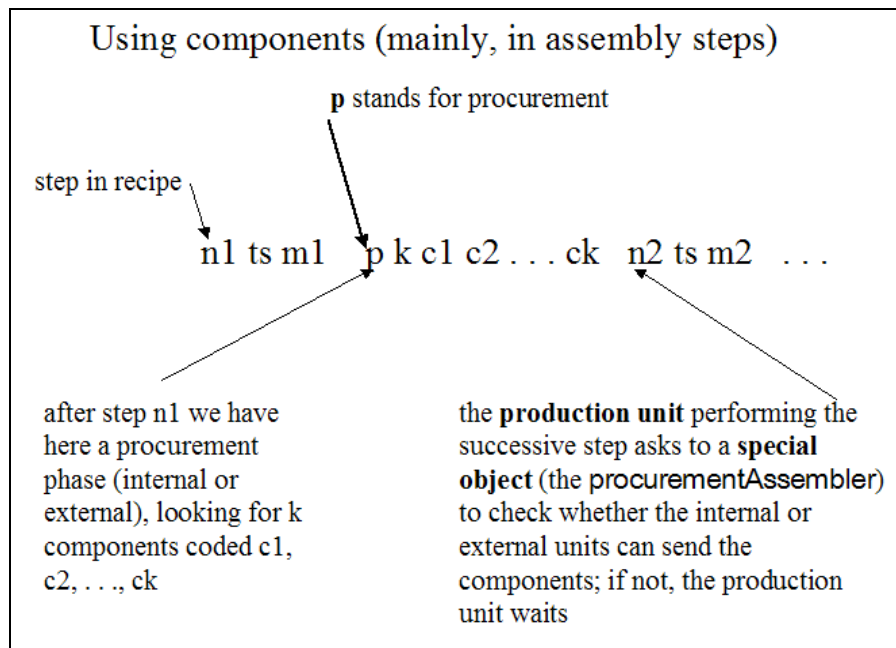 Using components (mainly, in assembly steps)
p stands for procurement
step in recipe
n1 ts m1 p k c1 c2 . . . ck n2 ts m2 . . .
after step n1 we have
here a procurement
phase (internal or
external), looking for k
components coded c1,
c2, . . ., ck
the production unit performing the
successive step asks to a special
object (the procurementAssembler)
to check whether the internal or
external units can send the
components; if not, the production
unit waits